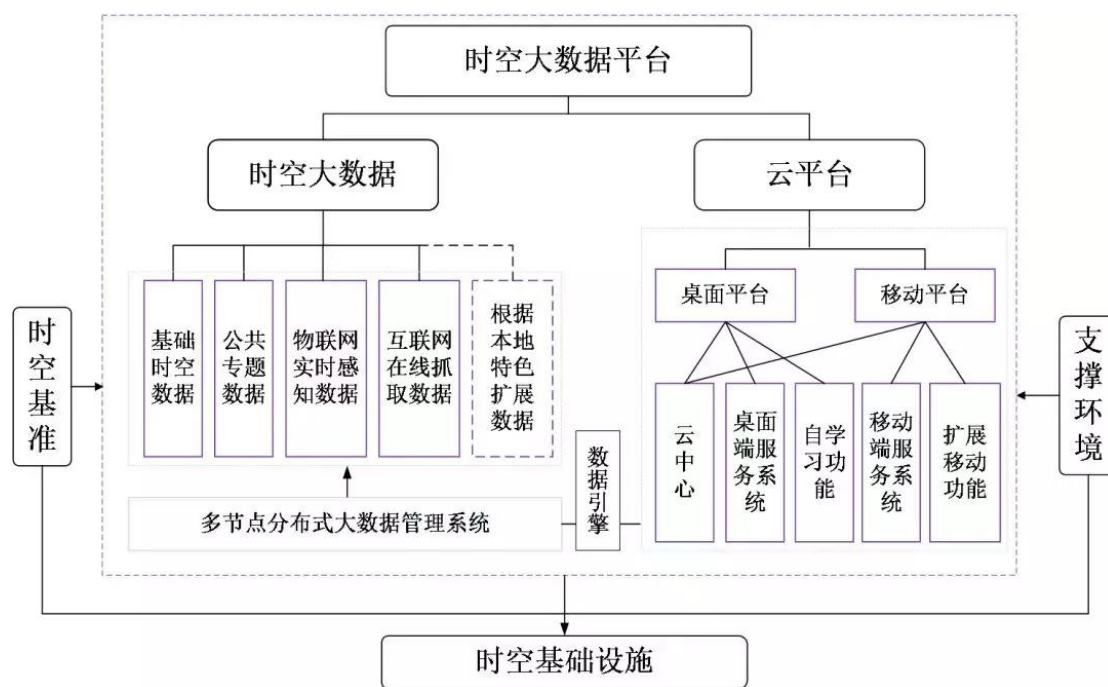 时空大数据平台
时空大数据
云平台
基础
时空
数据
公共
专题
数据
物联网
实时感
知数据
互联网
在线抓
取数据
根据
本地
特色
扩展
数据
桌面平台
移动平台
时
空
基
准
支
撑
环
境
云
中
心
桌面
端服
务系
统
自学
习功
能
移动
端服
务系
统
扩展
移动
功能
数
据
引
擎
多节点分布式大数据管理系统
时空基础设施